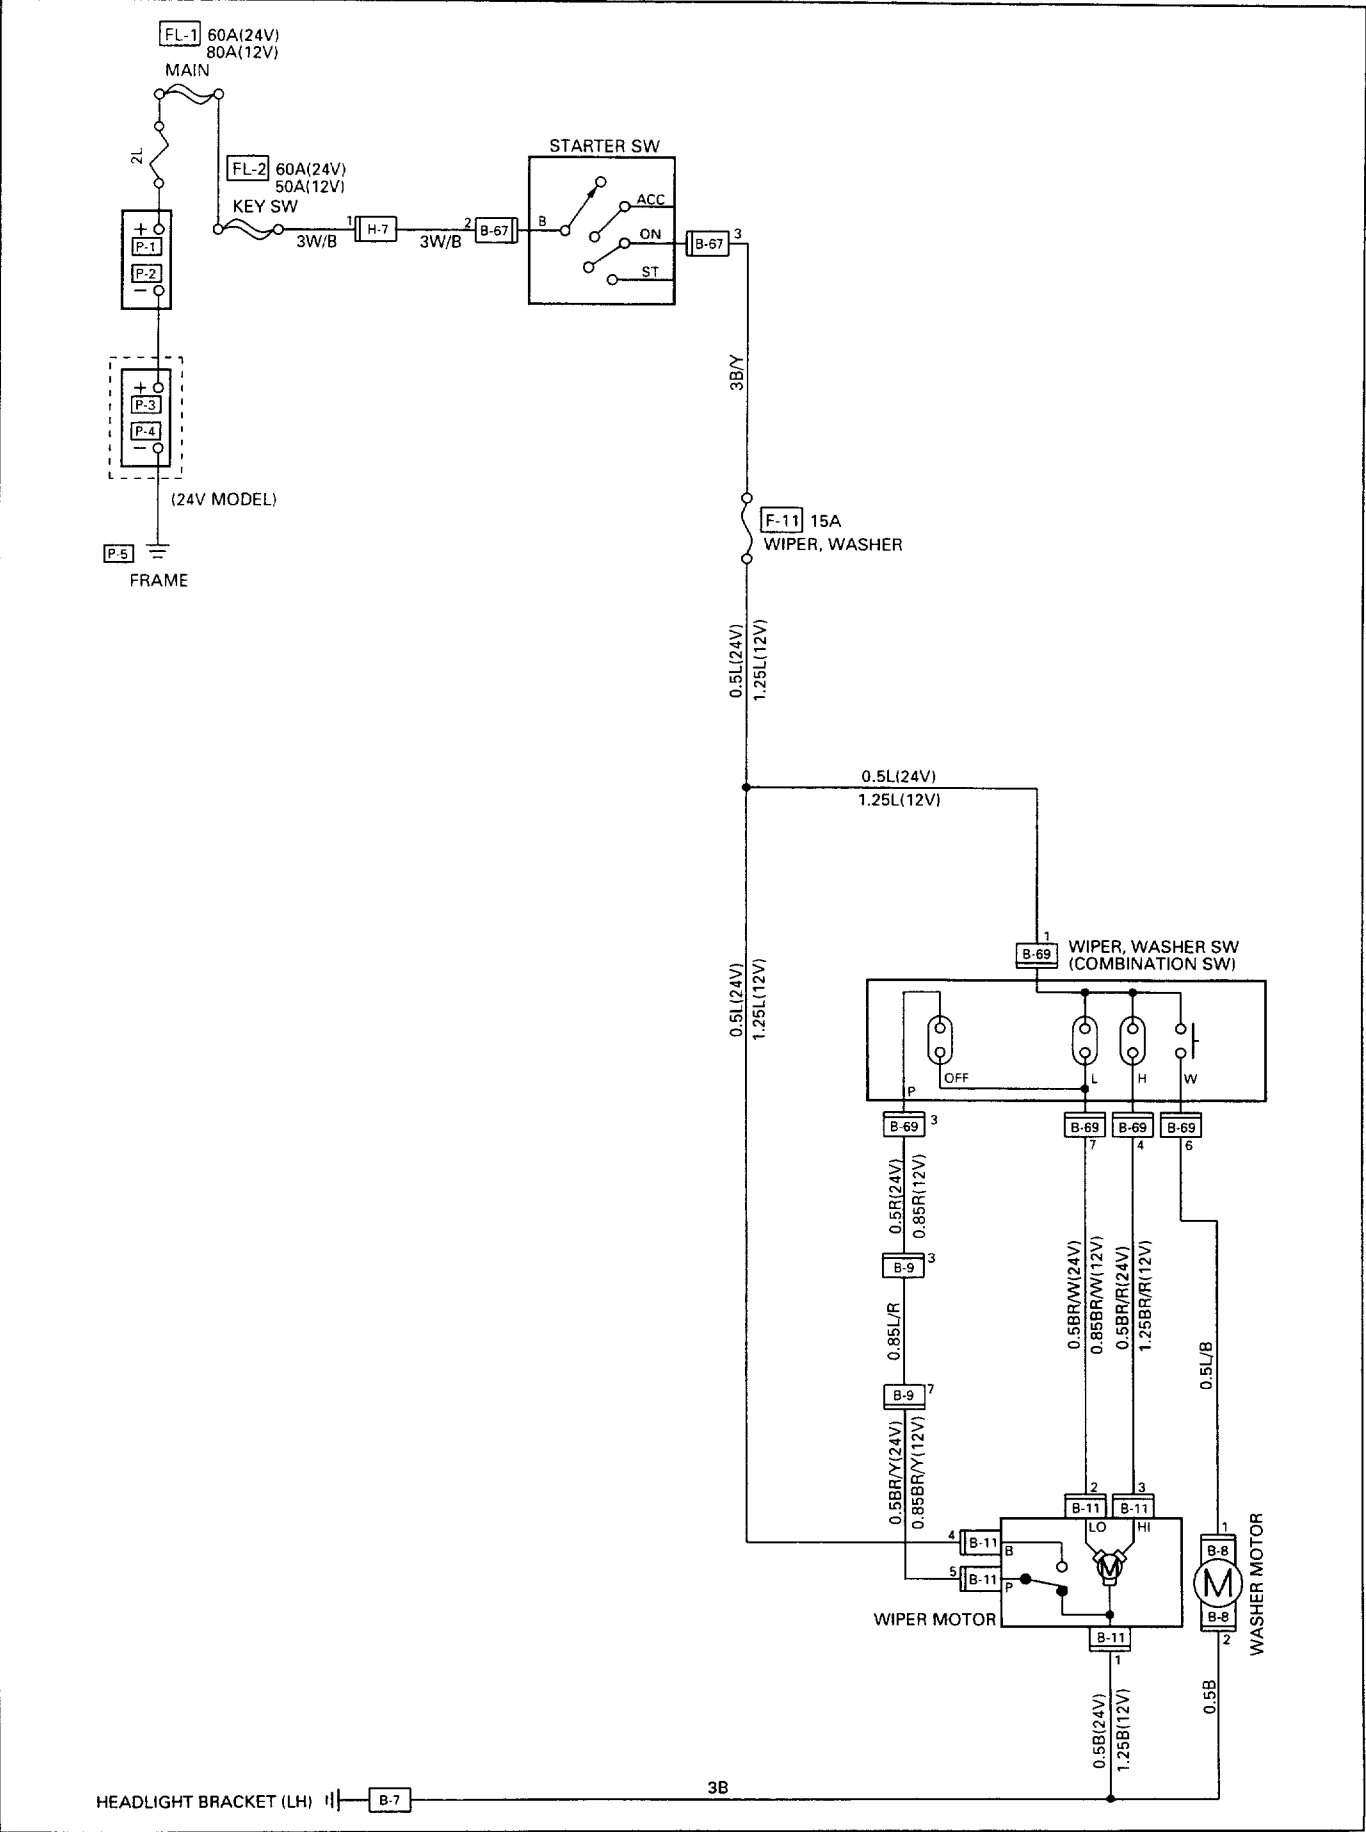 FL-1 60A(24V)
80A(12V)
MAIN
2L
FL-2 60A(24V)
50A(12V)
KEY SW
1
3W/B
H-7
3W/B
2
B-67
STARTER SW
B
ACC
ON
ST
B-67
3
+
P-1
P-2
−
+
P-3
P-4
−
(24V MODEL)
P-5
FRAME
3B/Y
F-11 15A
WIPER, WASHER
0.5L(24V)
1.25L(12V)
0.5L(24V)
1.25L(12V)
0.5L(24V)
1.25L(12V)
1
B-69
WIPER, WASHER SW
(COMBINATION SW)
P
OFF
L
H
W
B-69 3
B-69
7
B-69
4
B-69
6
0.5R(24V)
0.85R(12V)
B-9 3
0.85L/R
B-9 7
0.5BR/Y(24V)
0.85BR/Y(12V)
0.5BR/W(24V)
0.85BR/W(12V)
0.5BR/R(24V)
1.25BR/R(12V)
0.5L/B
2
B-11
3
B-11
LO
HI
4
B-11
B
5
B-11
P
M
WIPER MOTOR
B-11
1
1
B-8
M
B-8
2
WASHER MOTOR
0.5B(24V)
1.25B(12V)
0.5B
HEADLIGHT BRACKET (LH)
B-7
3B